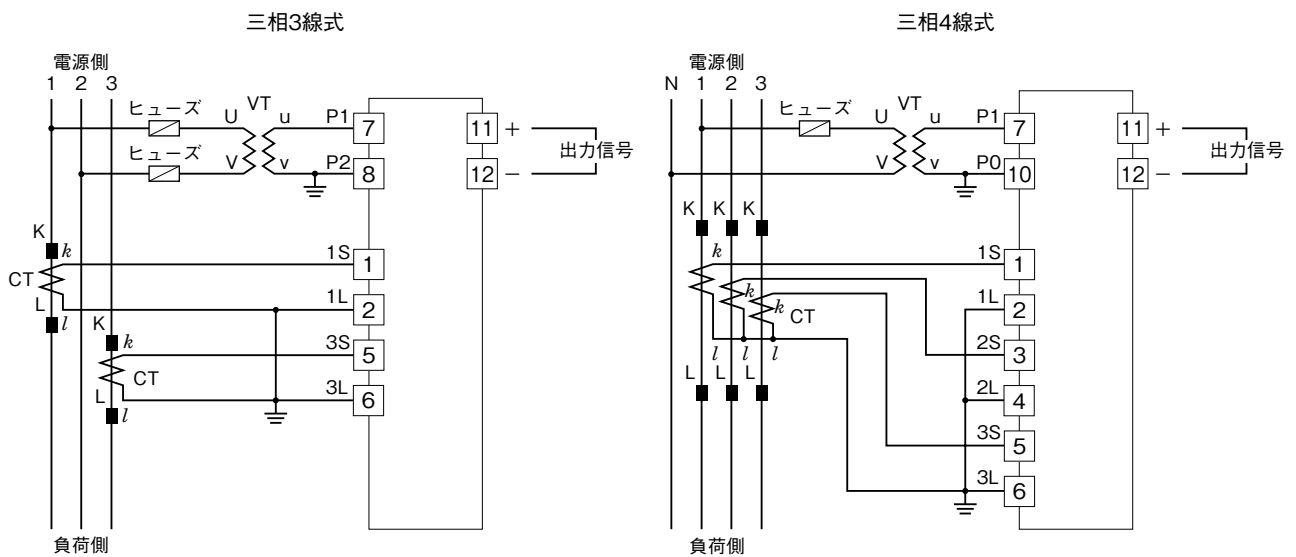 三相3線式
電源側
1 2 3
ヒューズ
U VT u P1 7
ヒューズ
V v P2 8
11 +
12 −
出力信号
K k
CT
L l
1S 1
1L 2
K k
CT
L l
3S 5
3L 6
負荷側
三相4線式
電源側
N 1 2 3
ヒューズ
U VT u P1 7
V v P0 10
11 +
12 −
出力信号
K K K
k
k
k CT
l l l
L L L
1S 1
1L 2
2S 3
2L 4
3S 5
3L 6
負荷側